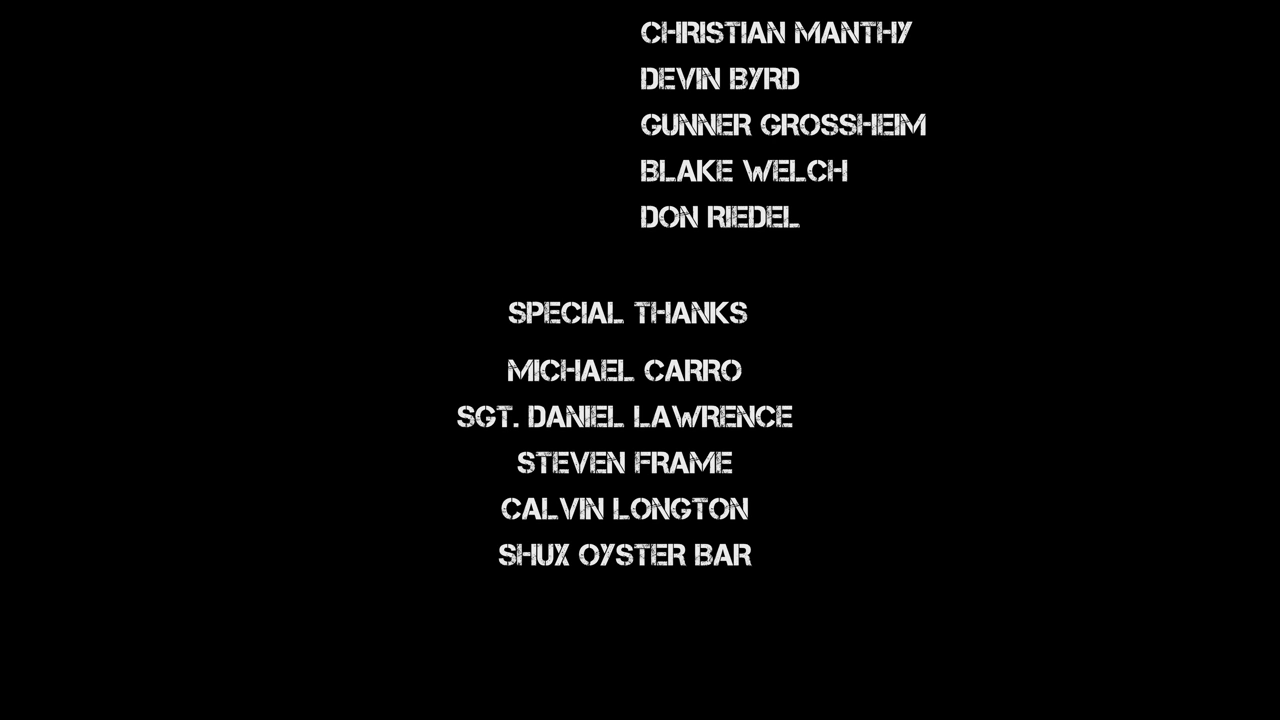 CHRISTIAN MANTHY
DEVIN BYRD
GUNNER GROSSHEIM
BLAKE WELCH
DON RIEDEL
SPECIAL THANKS
MICHAEL CARRO
SGT. DANIEL LAWRENCE
STEVEN FRAME
CALVIN LONGTON
SHUX OYSTER BAR